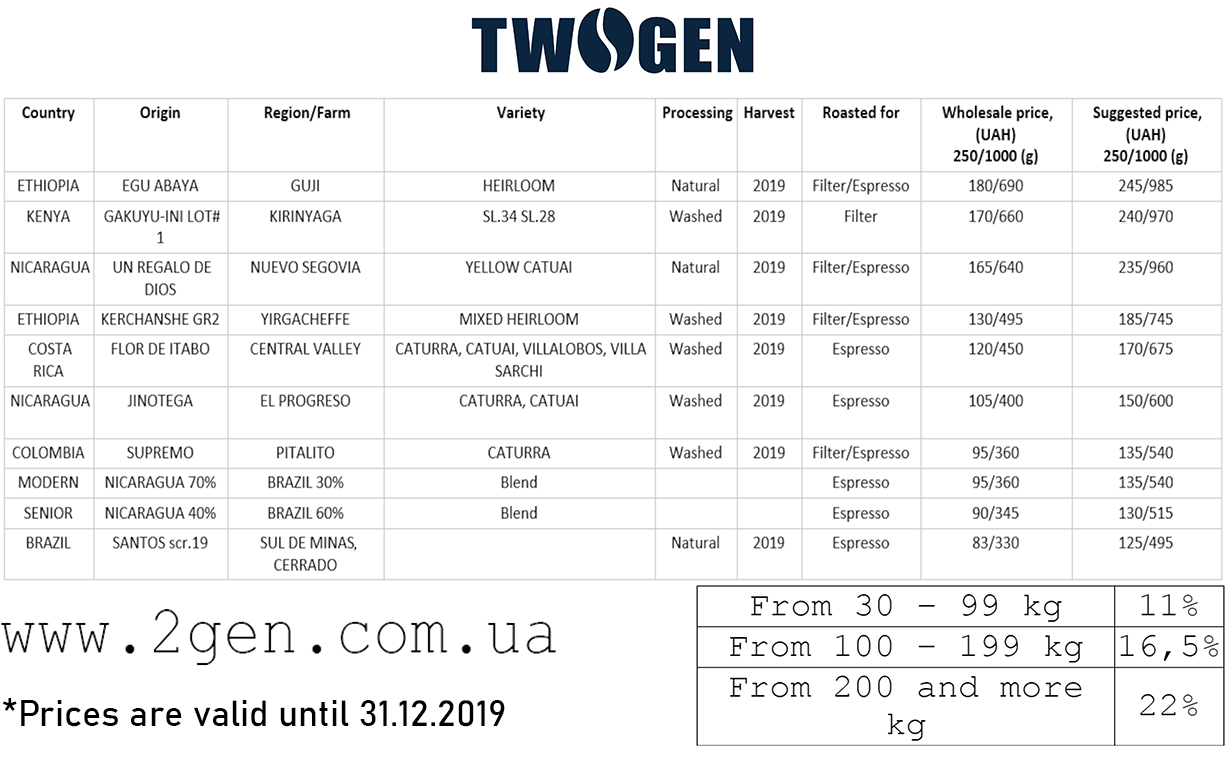 TWOGEN
Country Origin Region/Farm Variety Processing Harvest Roasted for Wholesale price, (UAH) 250/1000 (g) Suggested price, (UAH) 250/1000 (g)
ETHIOPIA EGU ABAYA GUJI HEIRLOOM Natural 2019 Filter/Espresso 180/690 245/985
KENYA GAKUYU-INI LOT# 1 KIRINYAGA SL.34 SL.28 Washed 2019 Filter 170/660 240/970
NICARAGUA UN REGALO DE DIOS NUEVO SEGOVIA YELLOW CATUAI Natural 2019 Filter/Espresso 165/640 235/960
ETHIOPIA KERCHANSHE GR2 YIRGACHEFFE MIXED HEIRLOOM Washed 2019 Filter/Espresso 130/495 185/745
COSTA RICA FLOR DE ITABO CENTRAL VALLEY CATURRA, CATUAI, VILLALOBOS, VILLA SARCHI Washed 2019 Espresso 120/450 170/675
NICARAGUA JINOTEGA EL PROGRESO CATURRA, CATUAI Washed 2019 Espresso 105/400 150/600
COLOMBIA SUPREMO PITALITO CATURRA Washed 2019 Filter/Espresso 95/360 135/540
MODERN NICARAGUA 70% BRAZIL 30% Blend Espresso 95/360 135/540
SENIOR NICARAGUA 40% BRAZIL 60% Blend Espresso 90/345 130/515
BRAZIL SANTOS scr.19 SUL DE MINAS, CERRADO Natural 2019 Espresso 83/330 125/495
www.2gen.com.ua
*Prices are valid until 31.12.2019
From 30 – 99 kg 11%
From 100 – 199 kg 16,5%
From 200 and more kg 22%